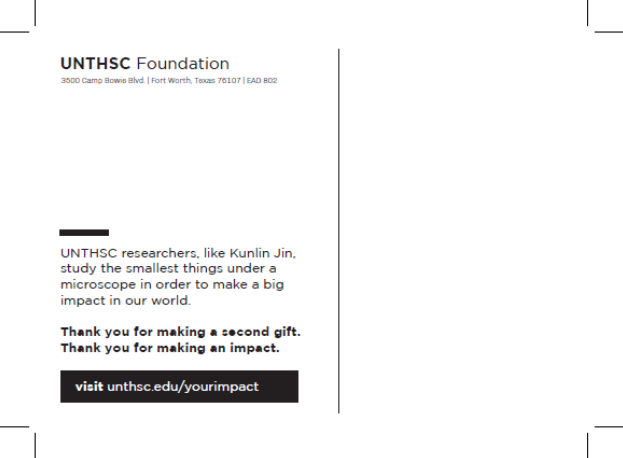 UNTHSC Foundation
3500 Camp Bowie Blvd. | Fort Worth, Texas 76107 | EAD 802
UNTHSC researchers, like Kunlin Jin,
study the smallest things under a
microscope in order to make a big
impact in our world.
Thank you for making a second gift.
Thank you for making an impact.
visit unthsc.edu/yourimpact